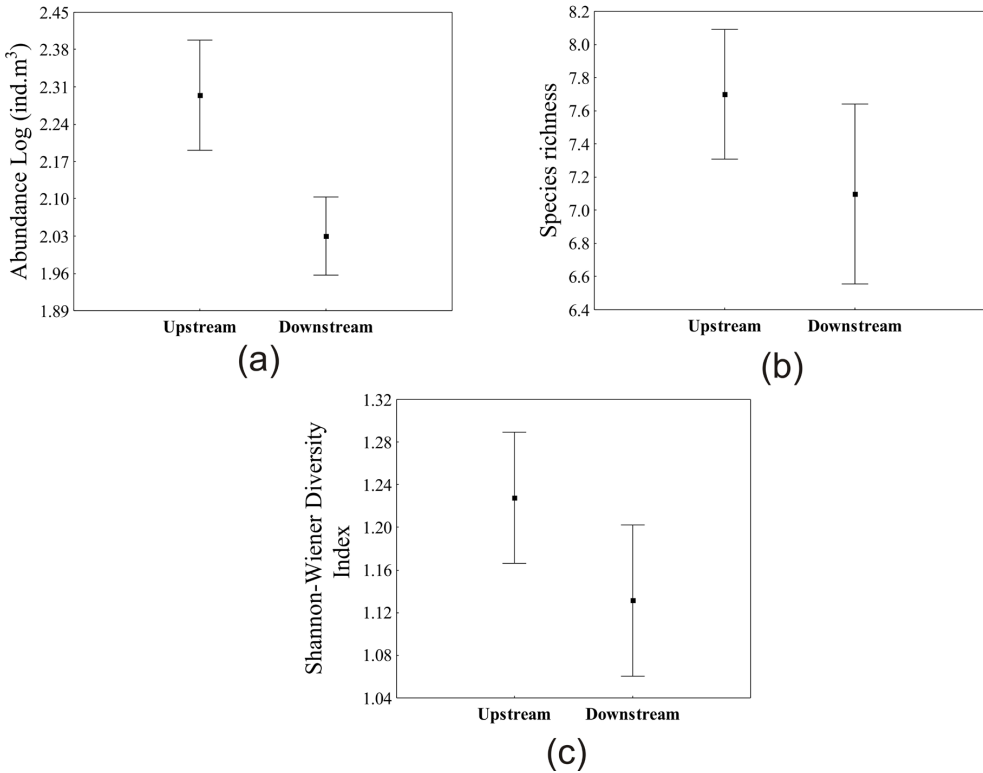 Abundance Log (ind.m³)
2.45
2.38
2.31
2.24
2.17
2.10
2.03
1.96
1.89
Upstream Downstream
(a)
Species richness
8.2
8.0
7.8
7.6
7.4
7.2
7.0
6.8
6.6
6.4
Upstream Downstream
(b)
Shannon-Wiener Diversity
Index
1.32
1.28
1.24
1.20
1.16
1.12
1.08
1.04
Upstream Downstream
(c)